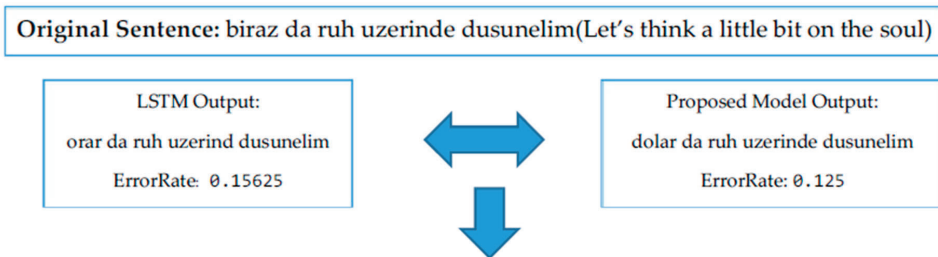 Original Sentence: biraz da ruh uzerinde dusunelim(Let's think a little bit on the soul)
LSTM Output:
orar da ruh uzerind dusunelim
ErrorRate: 0.15625
Proposed Model Output:
dolar da ruh uzerinde dusunelim
ErrorRate: 0.125